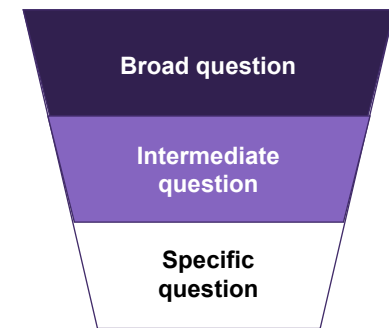 Broad question
Intermediate
question
Specific
question